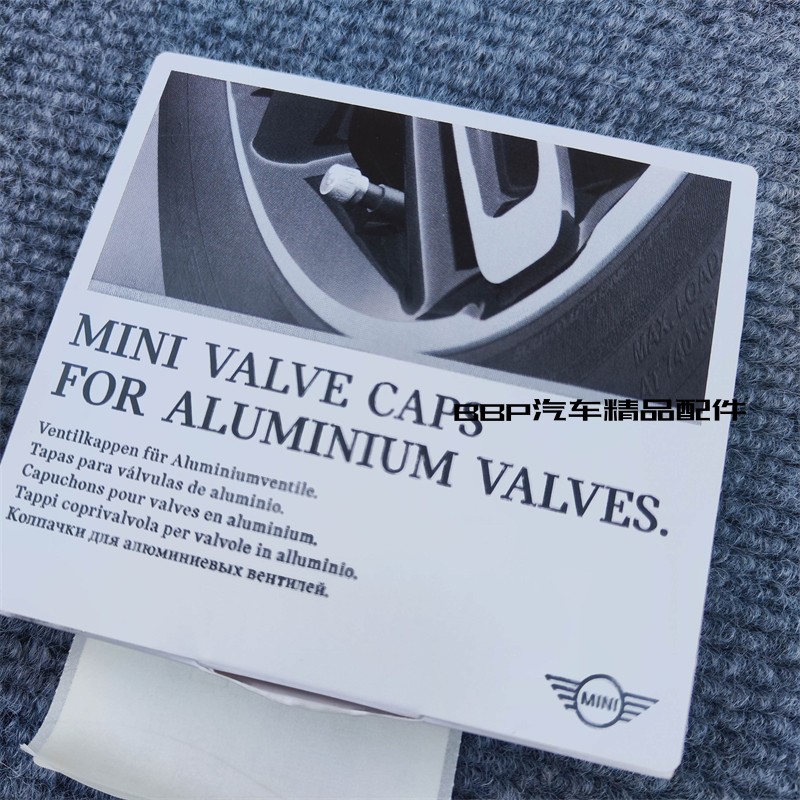 MAX. LOAD
MINI VALVE CAPS
FOR ALUMINIUM VALVES.
BBP汽车精品配件
Ventilkappen für Aluminiumventile.
Tapas para válvulas de aluminio.
Capuchons pour valves en aluminium.
Tappi coprivalvola per valvole in alluminio.
Колпачки для алюминиевых вентилей.
MINI